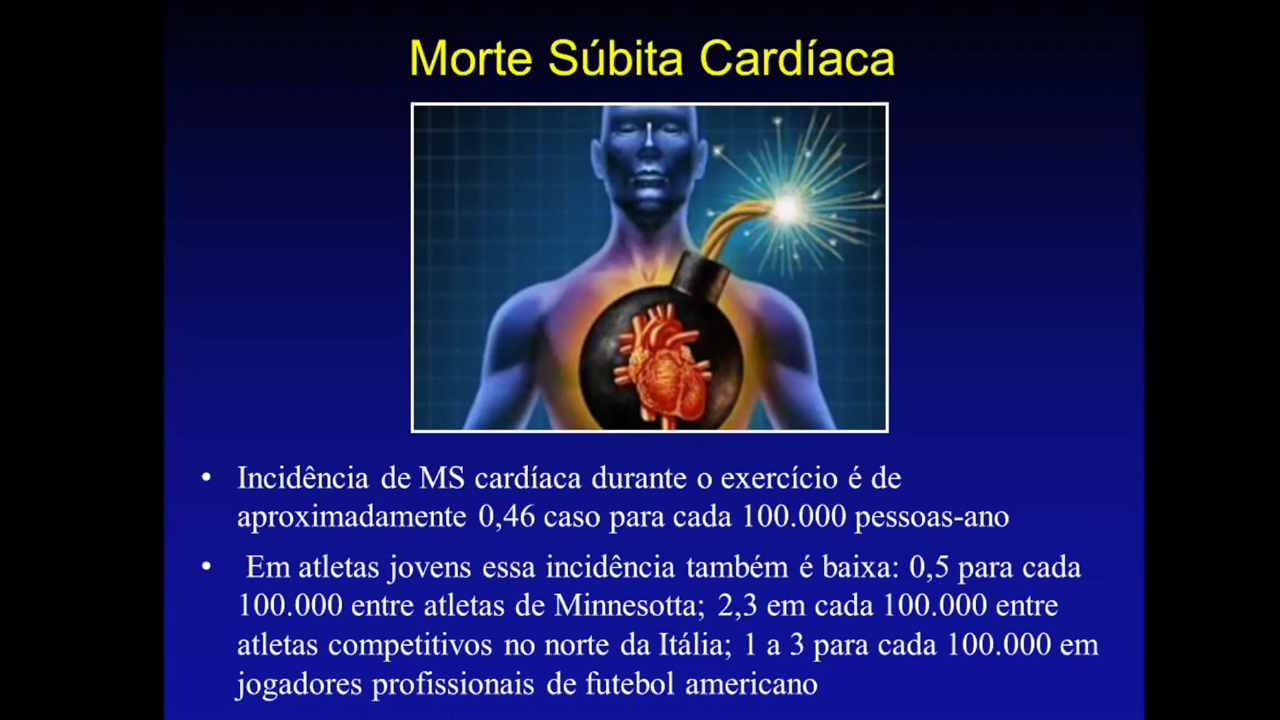 Morte Súbita Cardíaca
• Incidência de MS cardíaca durante o exercício é de
aproximadamente 0,46 caso para cada 100.000 pessoas-ano
• Em atletas jovens essa incidência também é baixa: 0,5 para cada
100.000 entre atletas de Minnesotta; 2,3 em cada 100.000 entre
atletas competitivos no norte da Itália; 1 a 3 para cada 100.000 em
jogadores profissionais de futebol americano